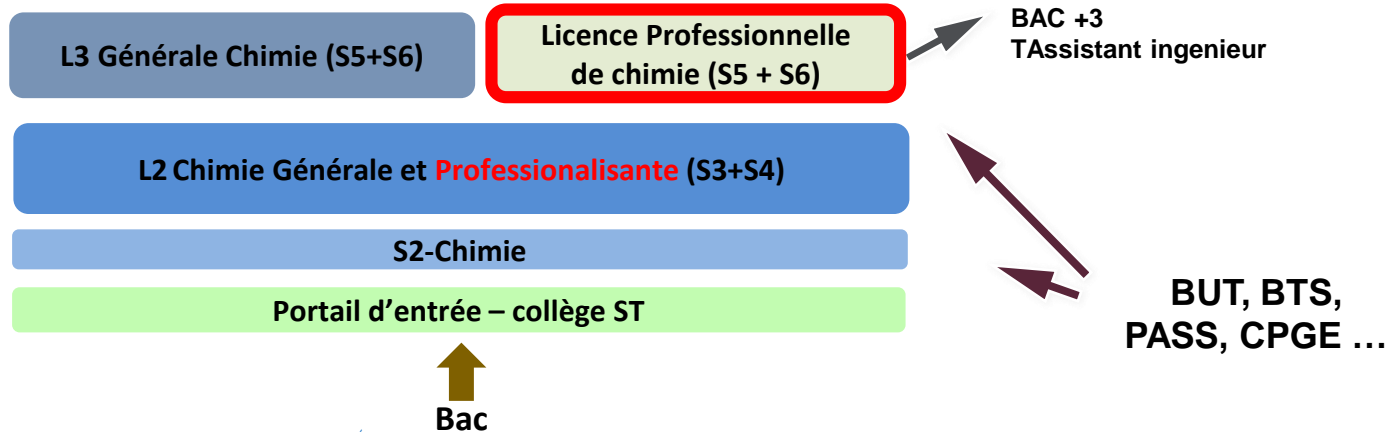 L3 Générale Chimie (S5+S6)
Licence Professionnelle
de chimie (S5 + S6)
BAC +3
TAssistant ingenieur
L2 Chimie Générale et Professionalisante (S3+S4)
S2-Chimie
Portail d'entrée – collège ST
BUT, BTS,
PASS, CPGE ...
Bac